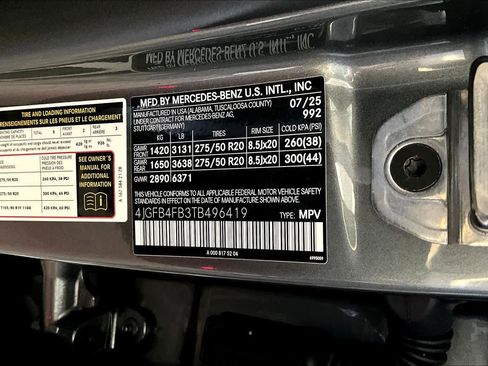 MFD BY MERCEDES-BENZ U.S. INTL., INC
MANUFACTURED IN USA (ALABAMA, TUSCALOOSA COUNTY)
FOR MERCEDES-BENZ AG,
STUTTGART/GERMANY
07/25
992
KG LB TIRES RIM SIZE COLD KPA (PSI)
GAWR FRONT 1420 3131 275/50 R20 8.5Jx20 260(38)
GAWR REAR 1650 3638 275/50 R20 8.5Jx20 300(44)
GVWR 2890 6371
THIS VEHICLE CONFORMS TO ALL APPLICABLE FEDERAL MOTOR VEHICLE SAFETY
STANDARDS IN EFFECT ON THE DATE OF MANUFACTURE SHOWN ABOVE.
4JGFB4FB3TB496419 TYPE: MPV
A 000 817 52 04
TIRE AND LOADING INFORMATION
RENSEIGNEMENTS SUR LES PNEUS ET LE CHARGEMENT
SEE OWNER'S
MANUAL FOR
ADDITIONAL
INFORMATION